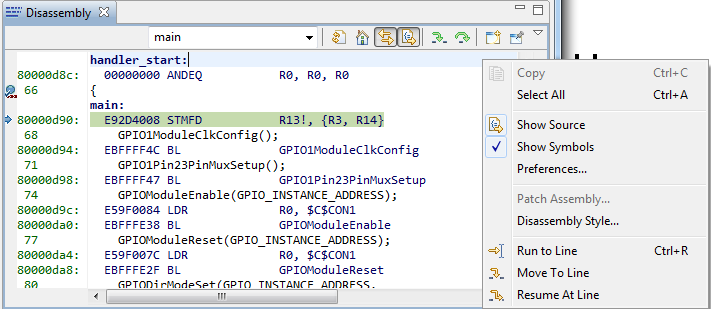 Disassembly
main
handler_start:
80000d8c: 00000000 ANDEQ R0, R0, R0
66 {
main:
80000d90: E92D4008 STMFD R13!, {R3, R14}
68 GPIO1ModuleClkConfig();
80000d94: EBFFFF4C BL GPIO1ModuleClkConfig
71 GPIO1Pin23PinMuxSetup();
80000d98: EBFFFF47 BL GPIO1Pin23PinMuxSetup
74 GPIOModuleEnable(GPIO_INSTANCE_ADDRESS);
80000d9c: E59F0084 LDR R0, $C$CON1
80000da0: EBFFFE38 BL GPIOModuleEnable
77 GPIOModuleReset(GPIO_INSTANCE_ADDRESS);
80000da4: E59F007C LDR R0, $C$CON1
80000da8: EBFFFE2F BL GPIOModuleReset
80 GPIODirModeSet(GPIO_INSTANCE_ADDRESS,
Copy Ctrl+C
Select All Ctrl+A
Show Source
Show Symbols
Preferences...
Patch Assembly...
Disassembly Style...
Run to Line Ctrl+R
Move To Line
Resume At Line